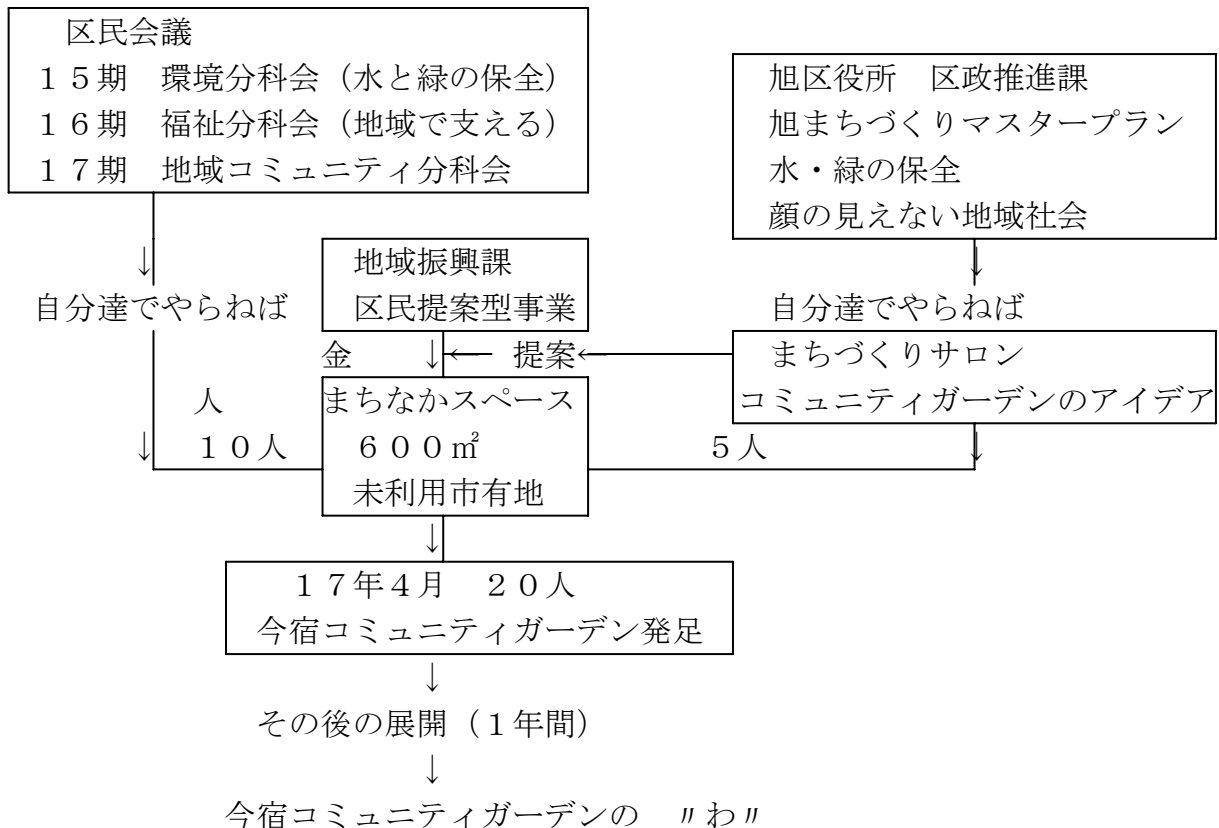 区民会議
１５期　環境分科会（水と緑の保全）
１６期　福祉分科会（地域で支える）
１７期　地域コミュニティ分科会
旭区役所　区政推進課
旭まちづくりマスタープラン
水・緑の保全
顔の見えない地域社会
↓
↓
地域振興課
区民提案型事業
自分達でやらねば
自分達でやらねば
金　↓←　提案←
まちづくりサロン
コミュニティガーデンのアイデア
人
↓　１０人
まちなかスペース
６００㎡
未利用市有地
５人　↓
↓
１７年４月　２０人
今宿コミュニティガーデン発足
↓
その後の展開（１年間）
↓
今宿コミュニティガーデンの　〃わ〃